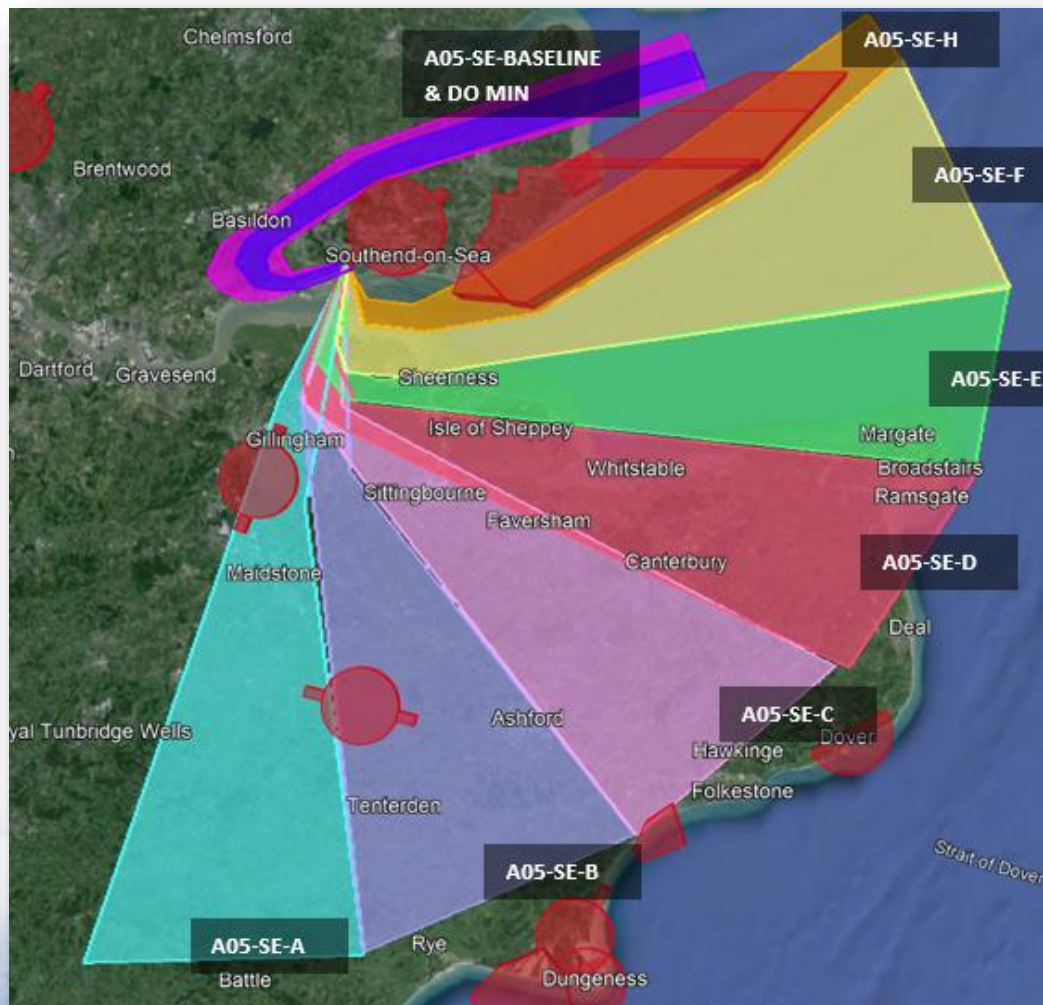 Chelmsford
A05-SE-BASELINE
& DO MIN
A05-SE-H
Brentwood
A05-SE-F
Basildon
Southend-on-Sea
Dartford
Gravesend
Sheerness
A05-SE-E
Isle of Sheppey
Margate
Gillingham
Whitstable
Broadstairs
Sittingbourne
Ramsgate
Faversham
Canterbury
A05-SE-D
Maidstone
Deal
yal Tunbridge Wells
Ashford
A05-SE-C
Dover
Hawkinge
Folkestone
Tenterden
Strait of Dover
A05-SE-B
A05-SE-A
Rye
Battle
Dungeness